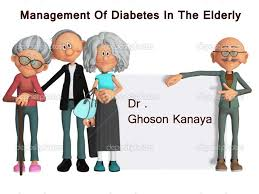 Management Of Diabetes In The Elderly
Dr .
Ghoson Kanaya